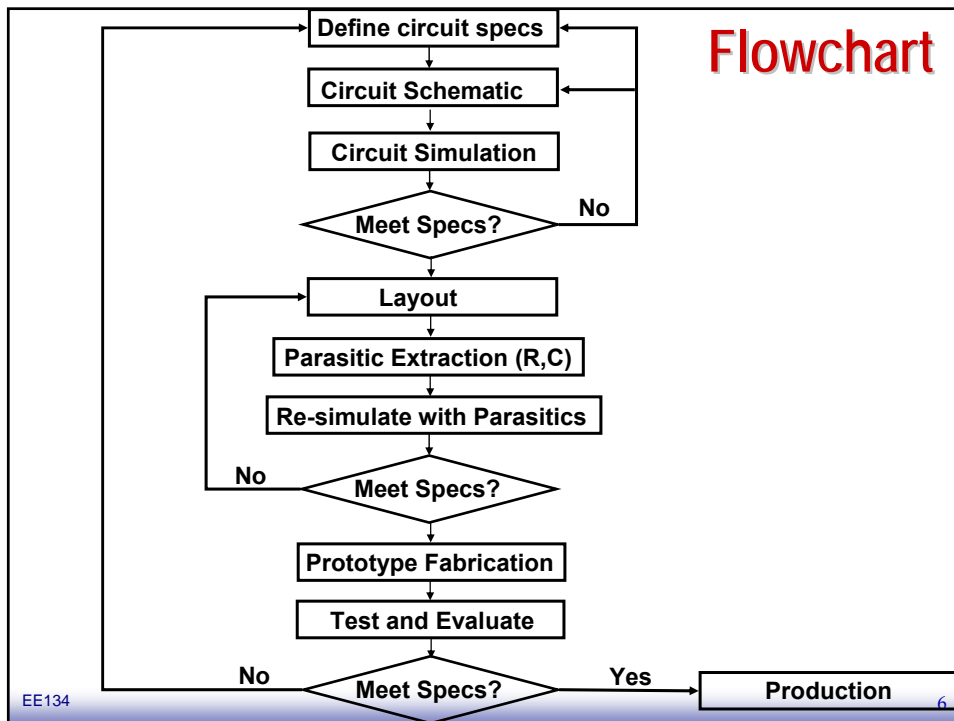 Flowchart
Define circuit specs
Circuit Schematic
Circuit Simulation
Meet Specs?
No
Layout
Parasitic Extraction (R,C)
Re-simulate with Parasitics
No
Meet Specs?
Prototype Fabrication
Test and Evaluate
No
Meet Specs?
Yes
Production
EE134
6